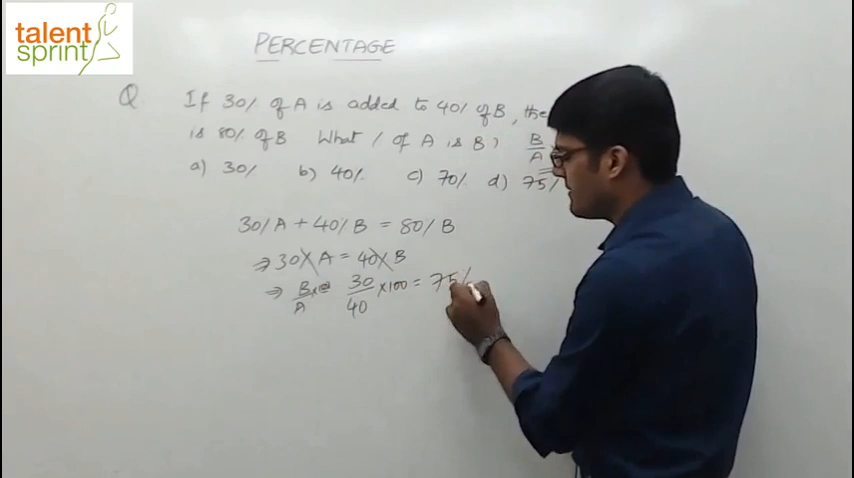 talent
sprint
PERCENTAGE
Q If 30% of A is added to 40% of B, the
is 80% of B What % of A is B? B/A
a) 30% b) 40% c) 70% d) 75%
30% A + 40% B = 80% B
⇒ 30% A = 40% B
⇒ B/A × 30/40 × 100 = 75%